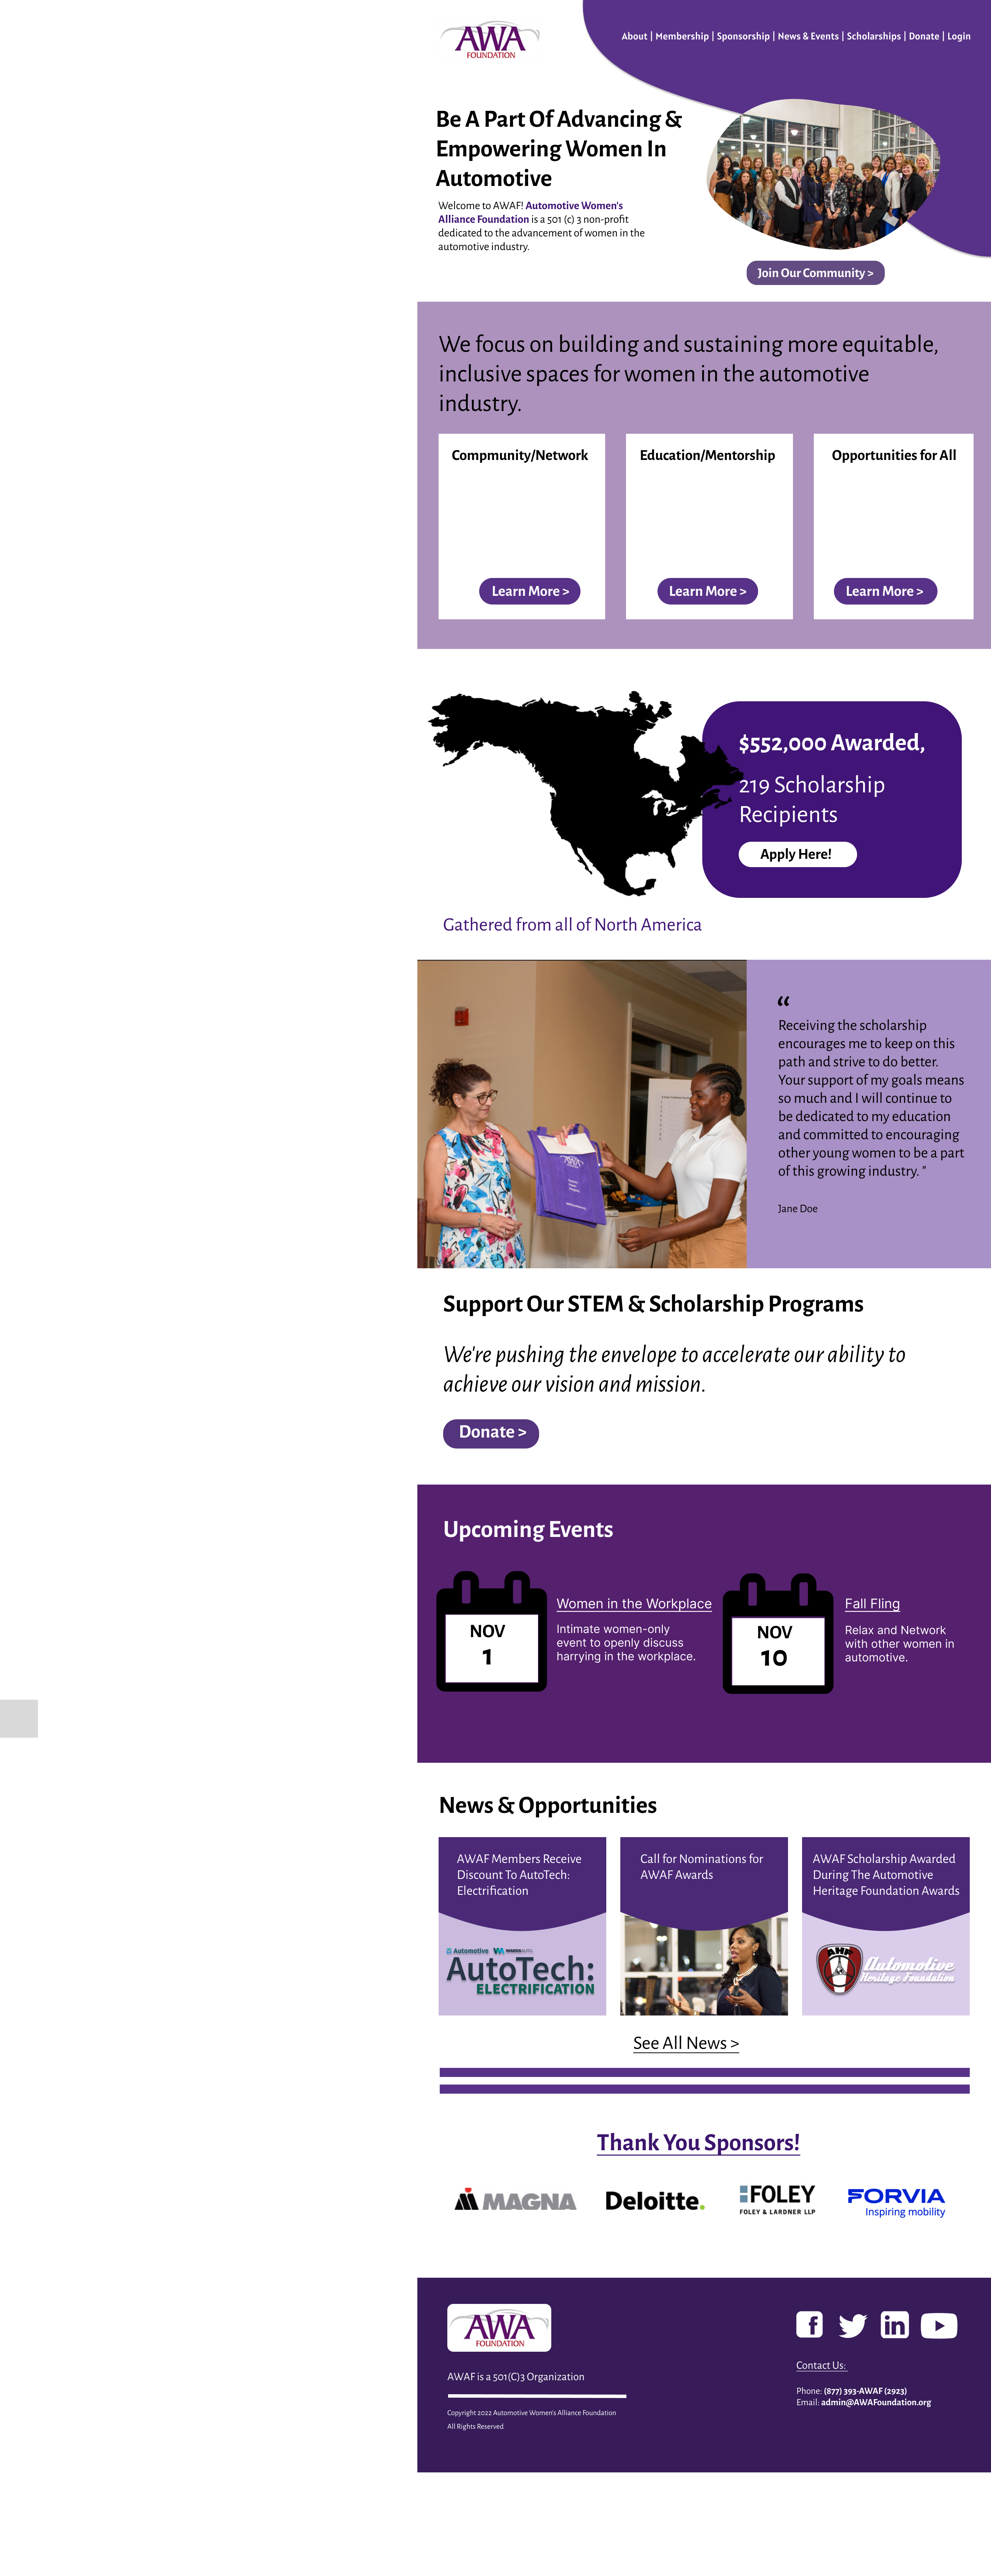 AWA
FOUNDATION
About | Membership | Sponsorship | News & Events | Scholarships | Donate | Login
Be A Part Of Advancing &
Empowering Women In
Automotive
Welcome to AWAF! Automotive Women's
Alliance Foundation is a 501 (c) 3 non-profit
dedicated to the advancement of women in the
automotive industry.
Join Our Community >
We focus on building and sustaining more equitable,
inclusive spaces for women in the automotive
industry.
Compmunity/Network
Education/Mentorship
Opportunities for All
Learn More >
Learn More >
Learn More >
$552,000 Awarded,
219 Scholarship
Recipients
Apply Here!
Gathered from all of North America
AWA
“
Receiving the scholarship
encourages me to keep on this
path and strive to do better.
Your support of my goals means
so much and I will continue to
be dedicated to my education
and committed to encouraging
other young women to be a part
of this growing industry. "
Jane Doe
Support Our STEM & Scholarship Programs
We're pushing the envelope to accelerate our ability to
achieve our vision and mission.
Donate >
Upcoming Events
NOV
1
Women in the Workplace
Intimate women-only
event to openly discuss
harrying in the workplace.
NOV
10
Fall Fling
Relax and Network
with other women in
automotive.
News & Opportunities
AWAF Members Receive
Discount To AutoTech:
Electrification
Automotive WARDSAUTO
AutoTech:
ELECTRIFICATION
Call for Nominations for
AWAF Awards
AWAF Scholarship Awarded
During The Automotive
Heritage Foundation Awards
AHF
Automotive
Heritage Foundation
See All News >
Thank You Sponsors!
MAGNA
Deloitte.
FOLEY
FOLEY & LARDNER LLP
FORVIA
Inspiring mobility
AWA
FOUNDATION
AWAF is a 501(C)3 Organization
Copyright 2022 Automotive Women's Alliance Foundation
All Rights Reserved
f
in
Contact Us:
Phone: (877) 393-AWAF (2923)
Email: admin@AWAFoundation.org